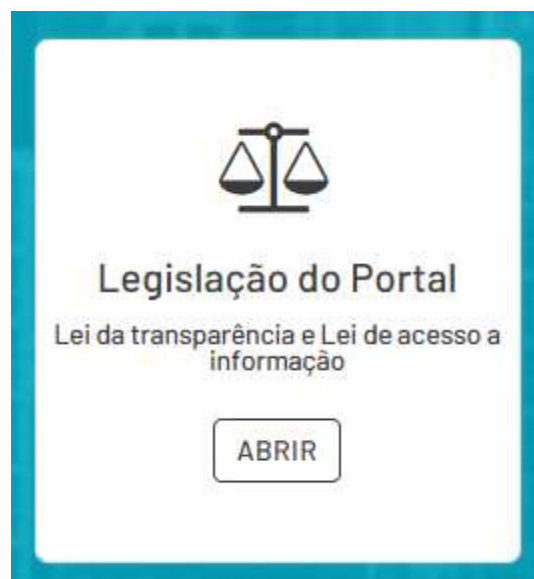 Legislação do Portal
Lei da transparência e Lei de acesso a
informação
ABRIR